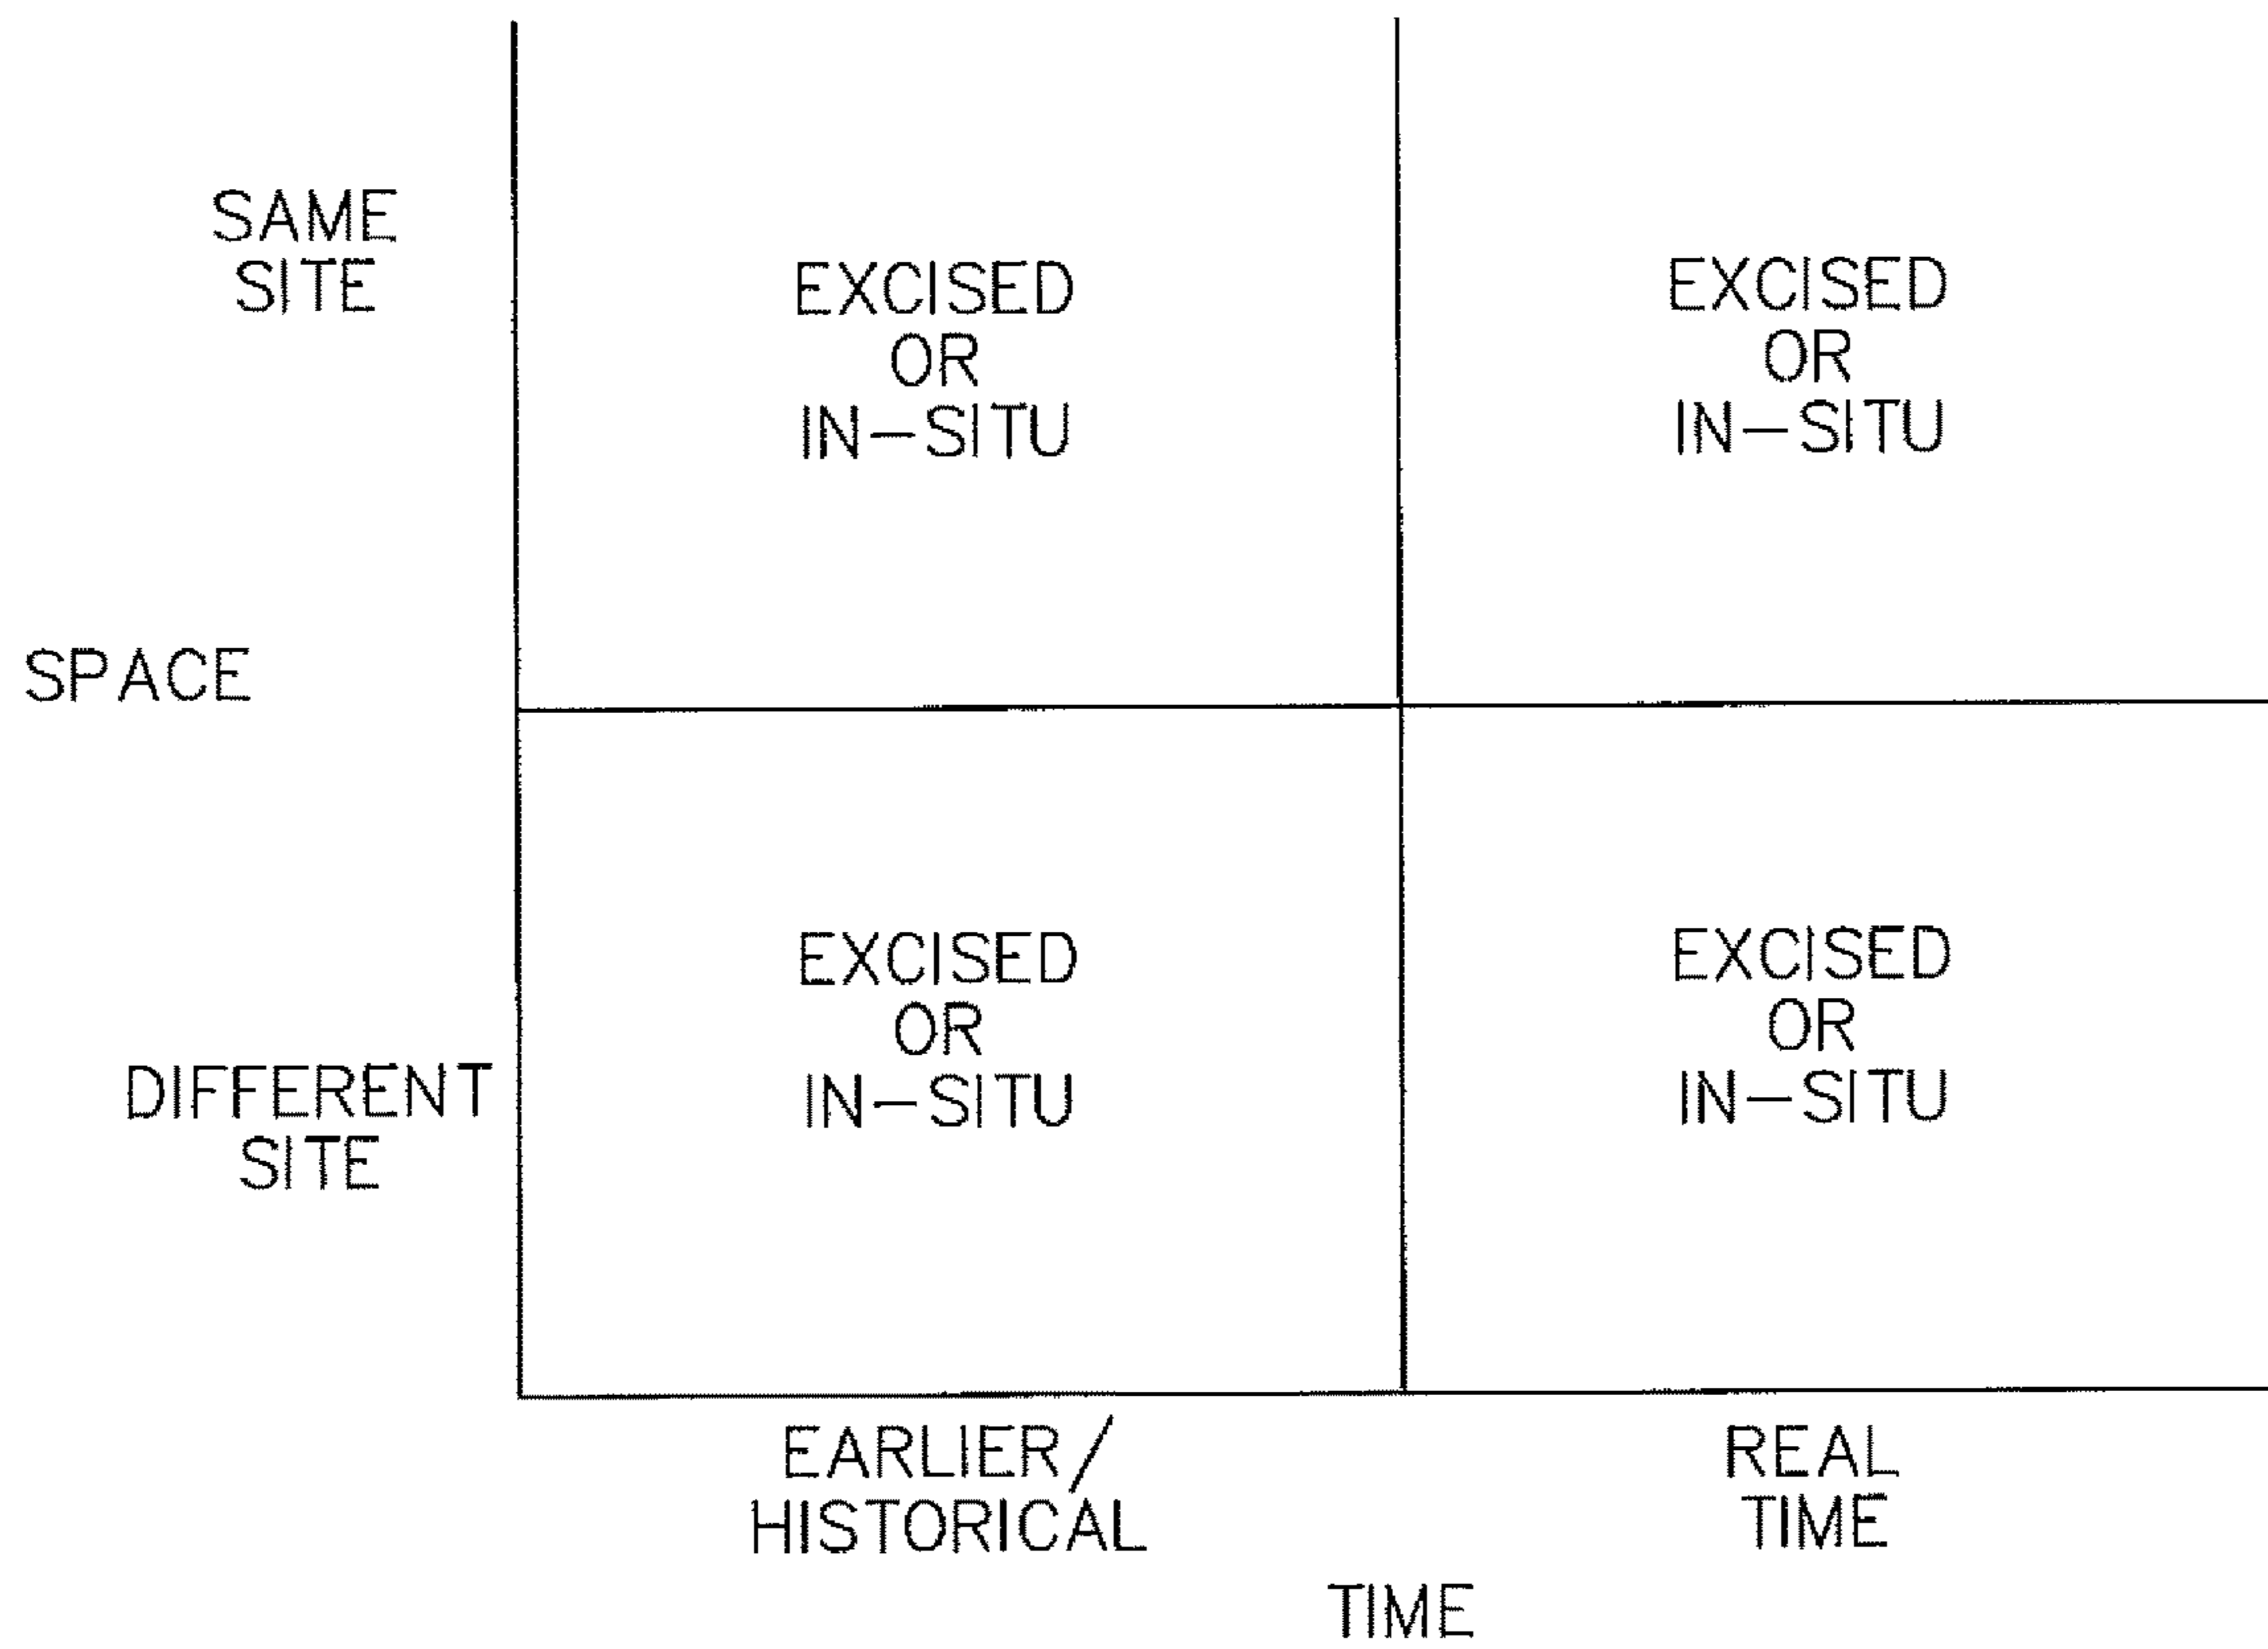 SAME
SITE
EXCISED
OR
IN-SITU
EXCISED
OR
IN-SITU
SPACE
DIFFERENT
SITE
EXCISED
OR
IN-SITU
EXCISED
OR
IN-SITU
EARLIER/
HISTORICAL
REAL
TIME
TIME